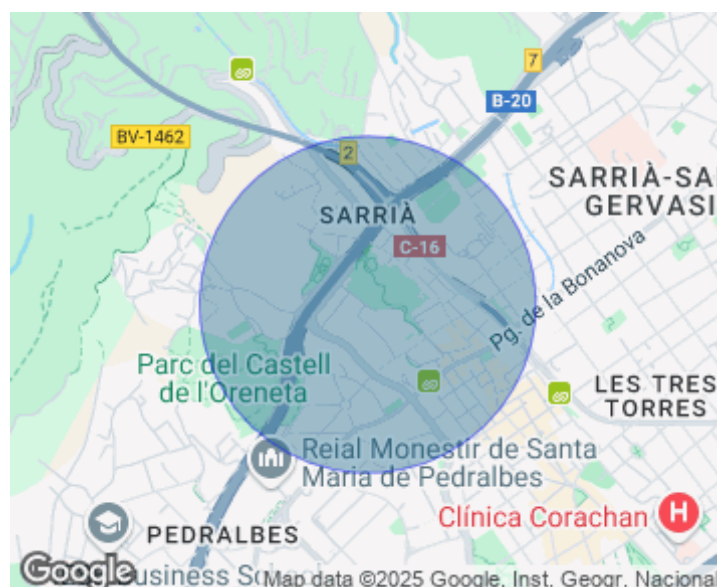 7
B-20
BV-1462
2
SARRIÀ
SARRIÀ-SA
GERVASI
C-16
Pg. de la Bonanova
Parc del Castell
de l'Oreneta
LES TRES
TORRES
Reial Monestir de Santa
Maria de Pedralbes
Clínica Corachan
H
PEDRALBES
Google
Business
Map data ©2025 Google, Inst. Geogr. Nacional